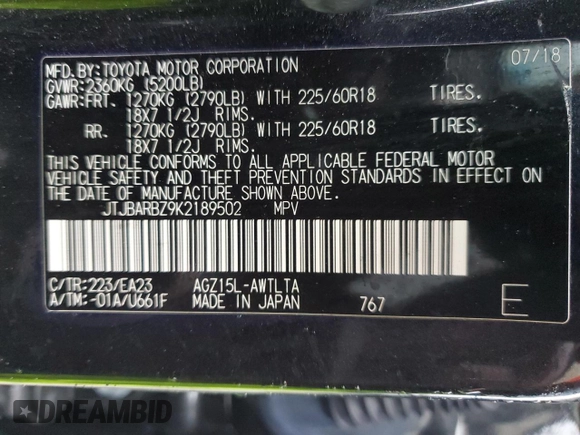 MFD.BY:TOYOTA MOTOR CORPORATION 07/18
GVWR:2360KG (5200LB)
GAWR:FRT. 1270KG (2790LB) WITH 225/60R18 TIRES.
18X7 1/2J RIMS.
RR. 1270KG (2790LB) WITH 225/60R18 TIRES.
18X7 1/2J RIMS.
THIS VEHICLE CONFORMS TO ALL APPLICABLE FEDERAL MOTOR
VEHICLE SAFETY AND THEFT PREVENTION STANDARDS IN EFFECT ON
THE DATE OF MANUFACTURE SHOWN ABOVE.
JTJBARBZ9K2189502 MPV
C/TR:223/EA23 AGZ15L-AWTLTA
A/TM:-01A/U661F MADE IN JAPAN 767 E
DREAMBID